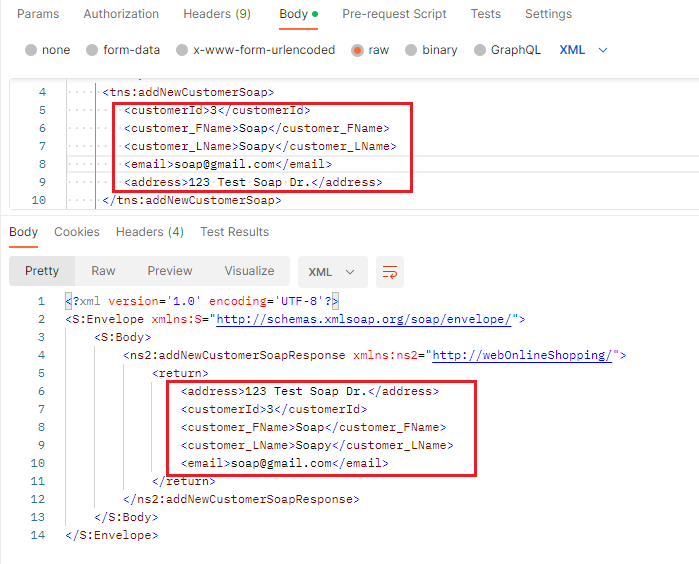 Params Authorization Headers (9) Body Pre-request Script Tests Settings
none form-data x-www-form-urlencoded raw binary GraphQL XML
4 <tns:addNewCustomerSoap>
5 <customerId>3</customerId>
6 <customer_FName>Soap</customer_FName>
7 <customer_LName>Soapy</customer_LName>
8 <email>soap@gmail.com</email>
9 <address>123 Test Soap Dr.</address>
10 </tns:addNewCustomerSoap>
Body Cookies Headers (4) Test Results
Pretty Raw Preview Visualize XML
1 <?xml version='1.0' encoding='UTF-8'?>
2 <S:Envelope xmlns:S="http://schemas.xmlsoap.org/soap/envelope/">
3 <S:Body>
4 <ns2:addNewCustomerSoapResponse xmlns:ns2="http://webOnlineShopping/">
5 <return>
6 <address>123 Test Soap Dr.</address>
7 <customerId>3</customerId>
8 <customer_FName>Soap</customer_FName>
9 <customer_LName>Soapy</customer_LName>
10 <email>soap@gmail.com</email>
11 </return>
12 </ns2:addNewCustomerSoapResponse>
13 </S:Body>
14 </S:Envelope>